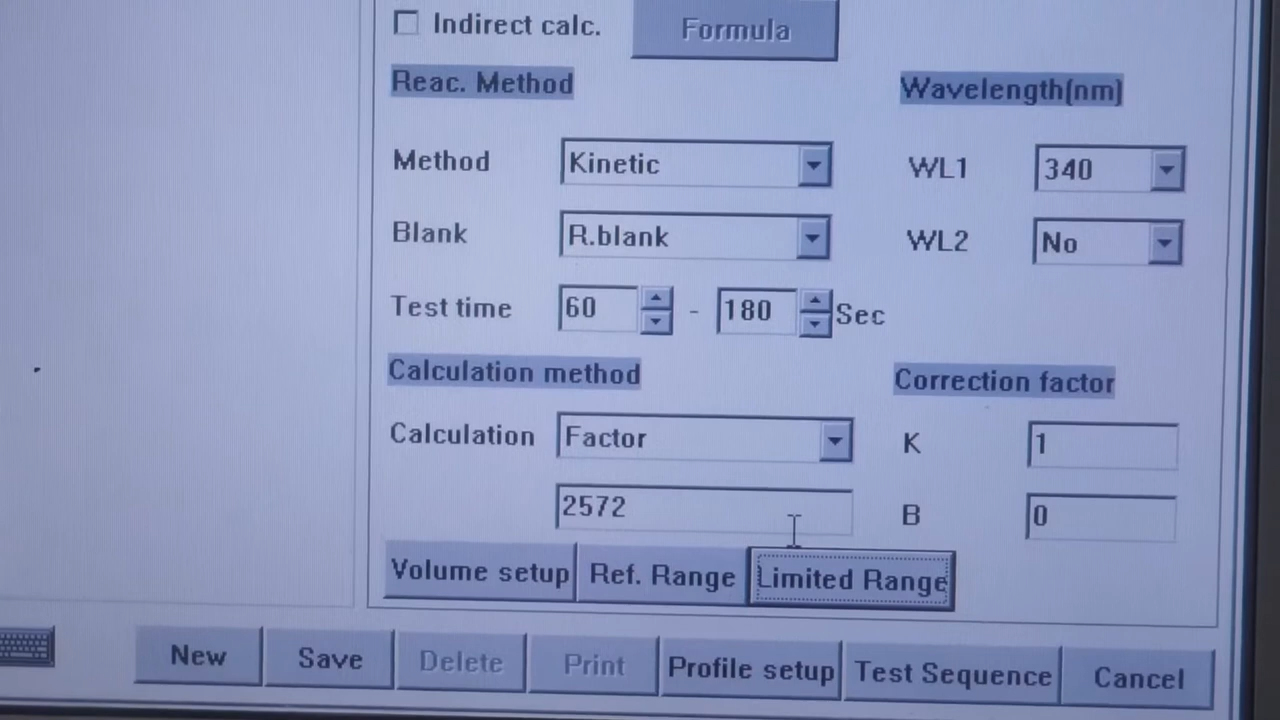 Indirect calc. Formula
Reac. Method Wavelength(nm)
Method Kinetic WL1 340
Blank R.blank WL2 No
Test time 60 - 180 Sec
Calculation method Correction factor
Calculation Factor K 1
2572 B 0
Volume setup Ref. Range Limited Range
New Save Delete Print Profile setup Test Sequence Cancel